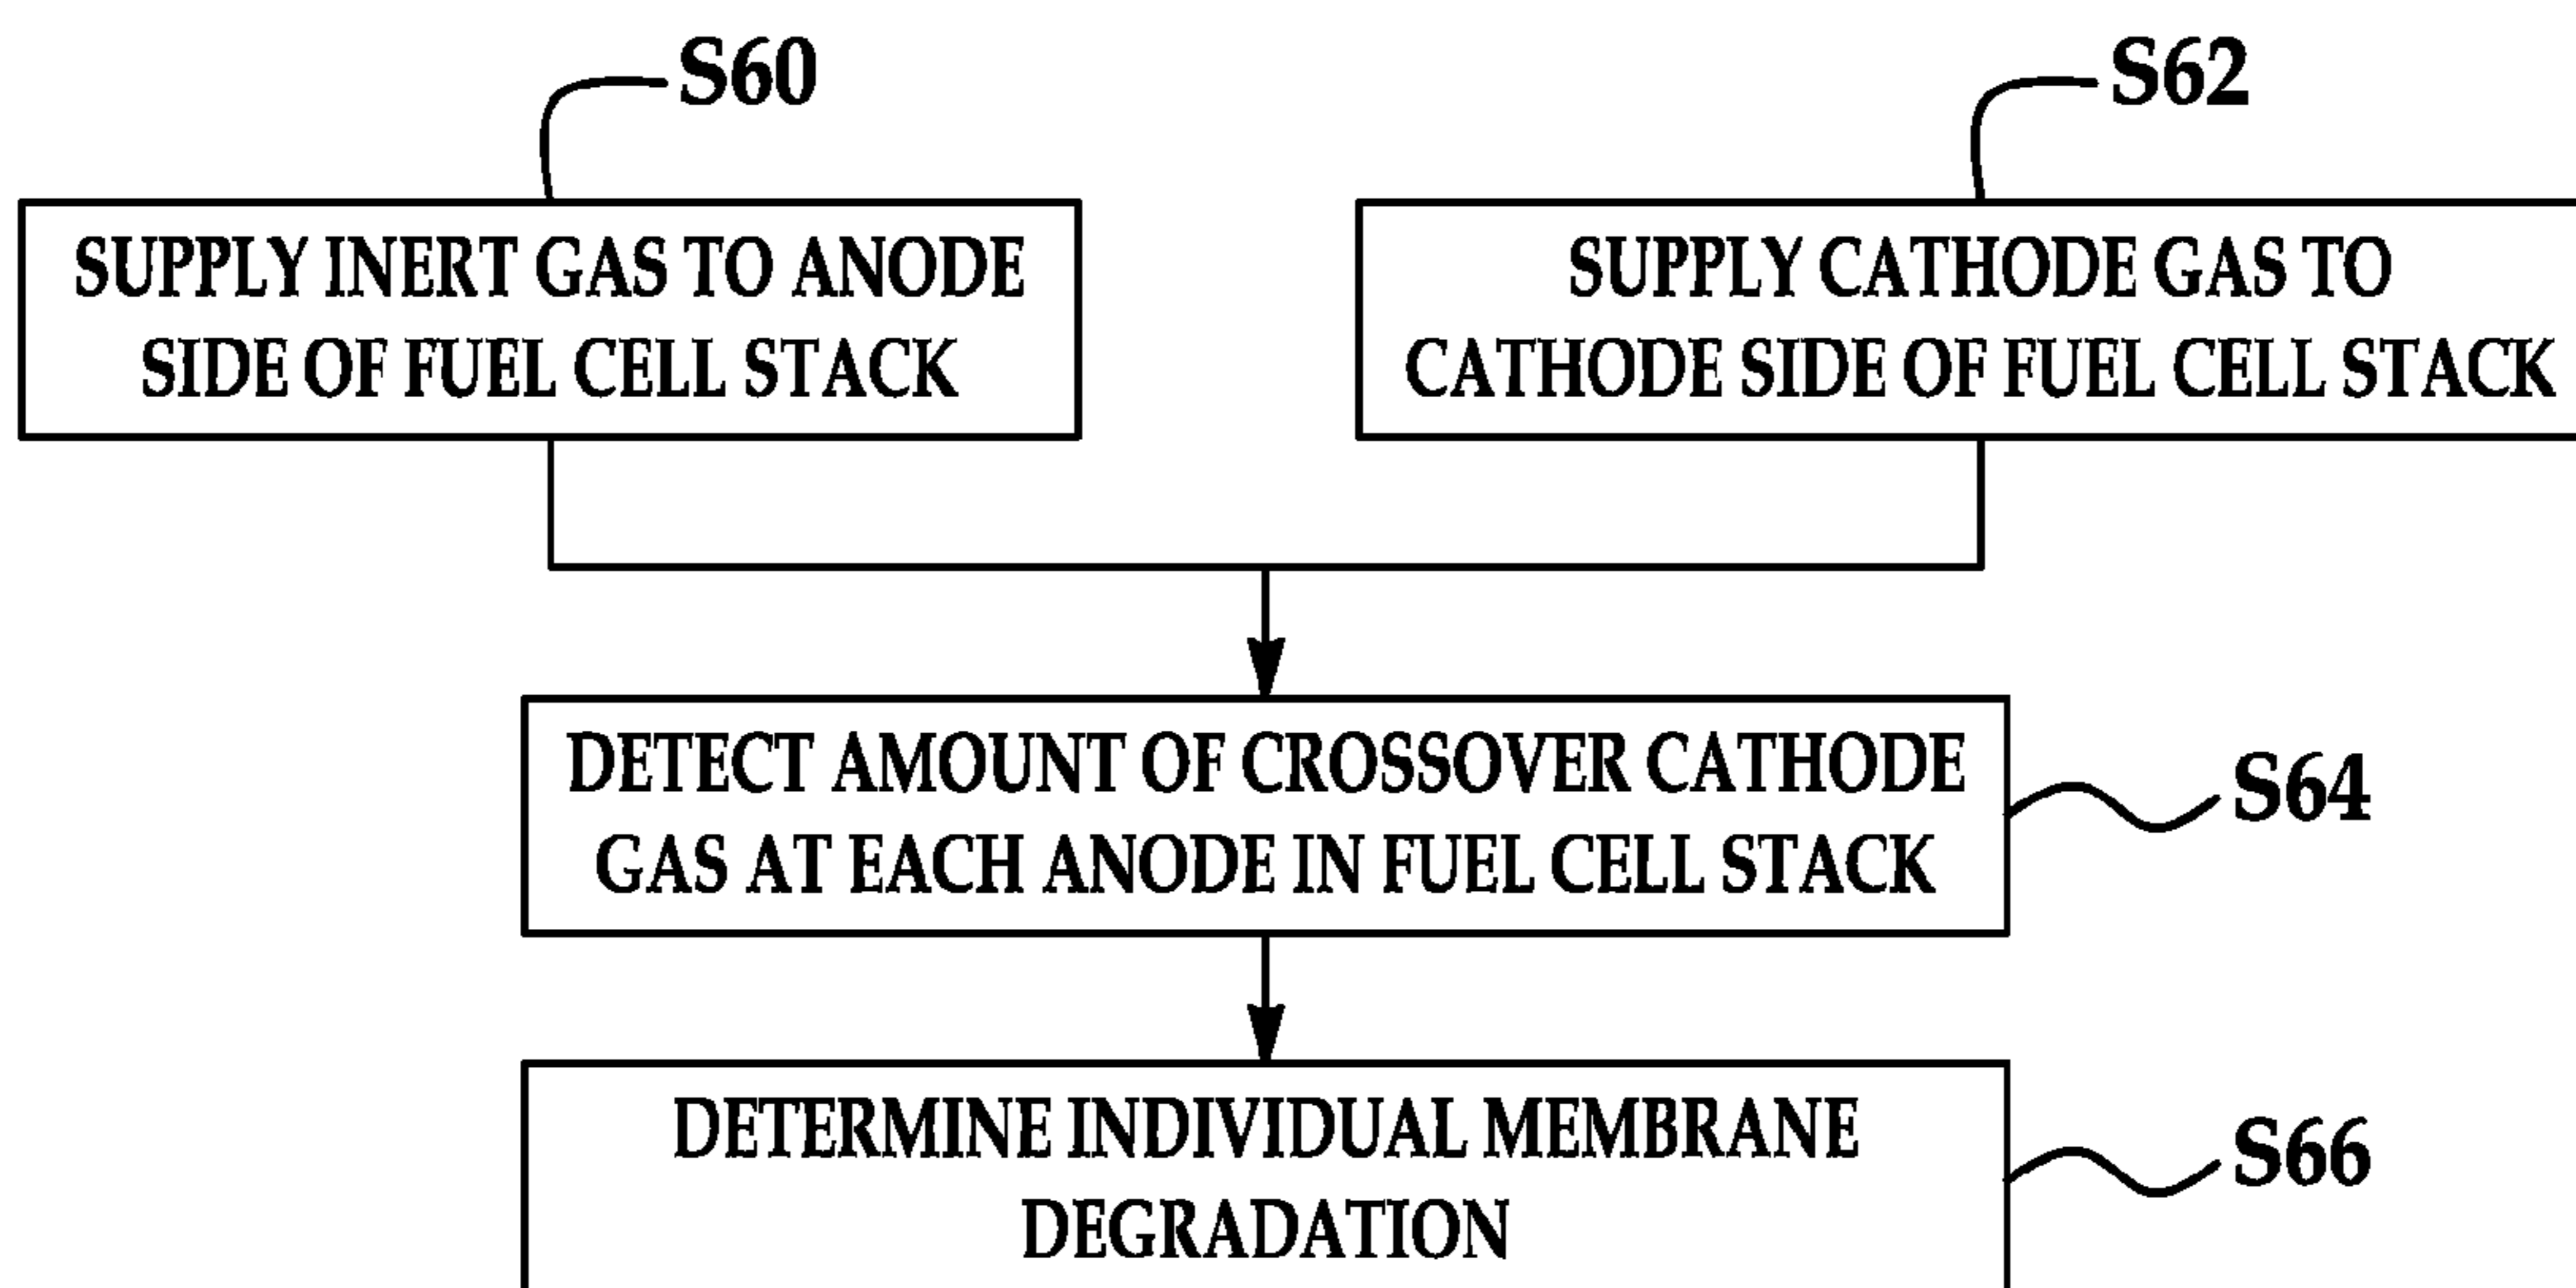 S60
S62
SUPPLY INERT GAS TO ANODE
SIDE OF FUEL CELL STACK
SUPPLY CATHODE GAS TO
CATHODE SIDE OF FUEL CELL STACK
DETECT AMOUNT OF CROSSOVER CATHODE
GAS AT EACH ANODE IN FUEL CELL STACK
S64
DETERMINE INDIVIDUAL MEMBRANE
DEGRADATION
S66